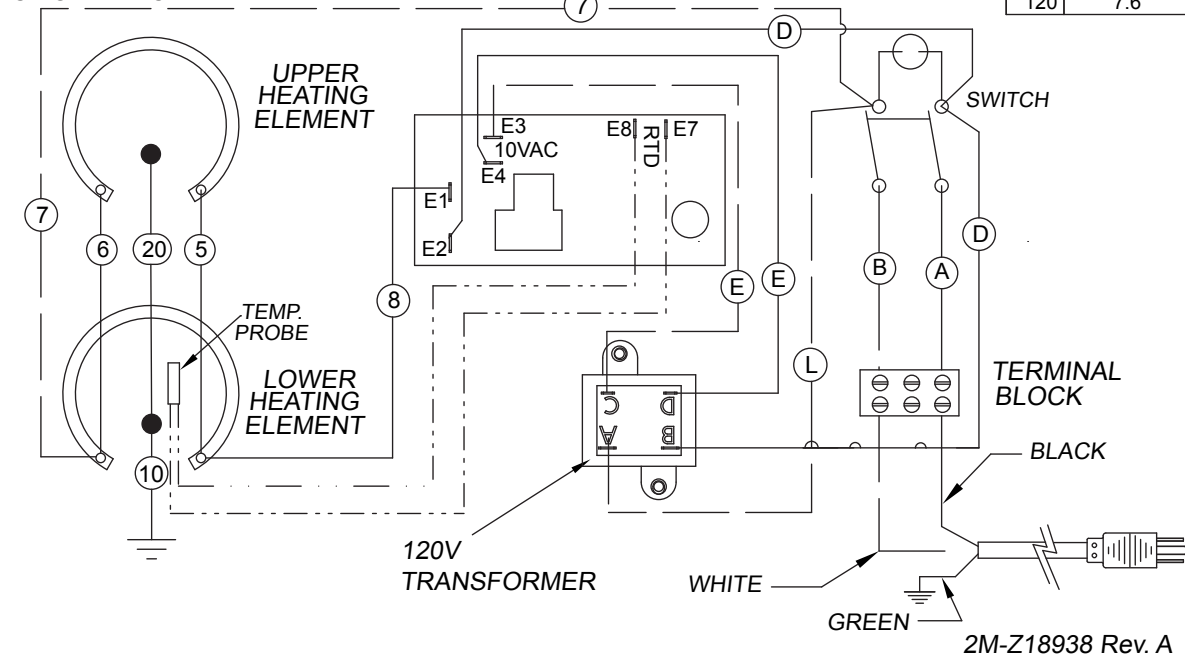 7
120 7.6
D
UPPER
HEATING
ELEMENT
SWITCH
E3
E8
RTD
E7
10VAC
E4
E1
E2
7
6
20
5
8
B
A
D
E
E
TEMP.
PROBE
L
LOWER
HEATING
ELEMENT
TERMINAL
BLOCK
C
D
A
B
10
BLACK
120V
TRANSFORMER
WHITE
GREEN
2M-Z18938 Rev. A